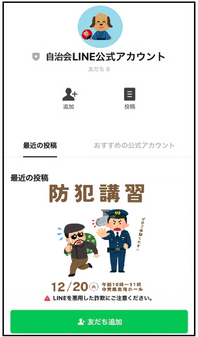 自治会LINE公式アカウント
友だち 8
追加
投稿
最近の投稿
おすすめの公式アカウント
最近の投稿
防犯講習
12/20
午前10時〜11時
LINEを悪用した詐欺にご注意ください。
友だち追加